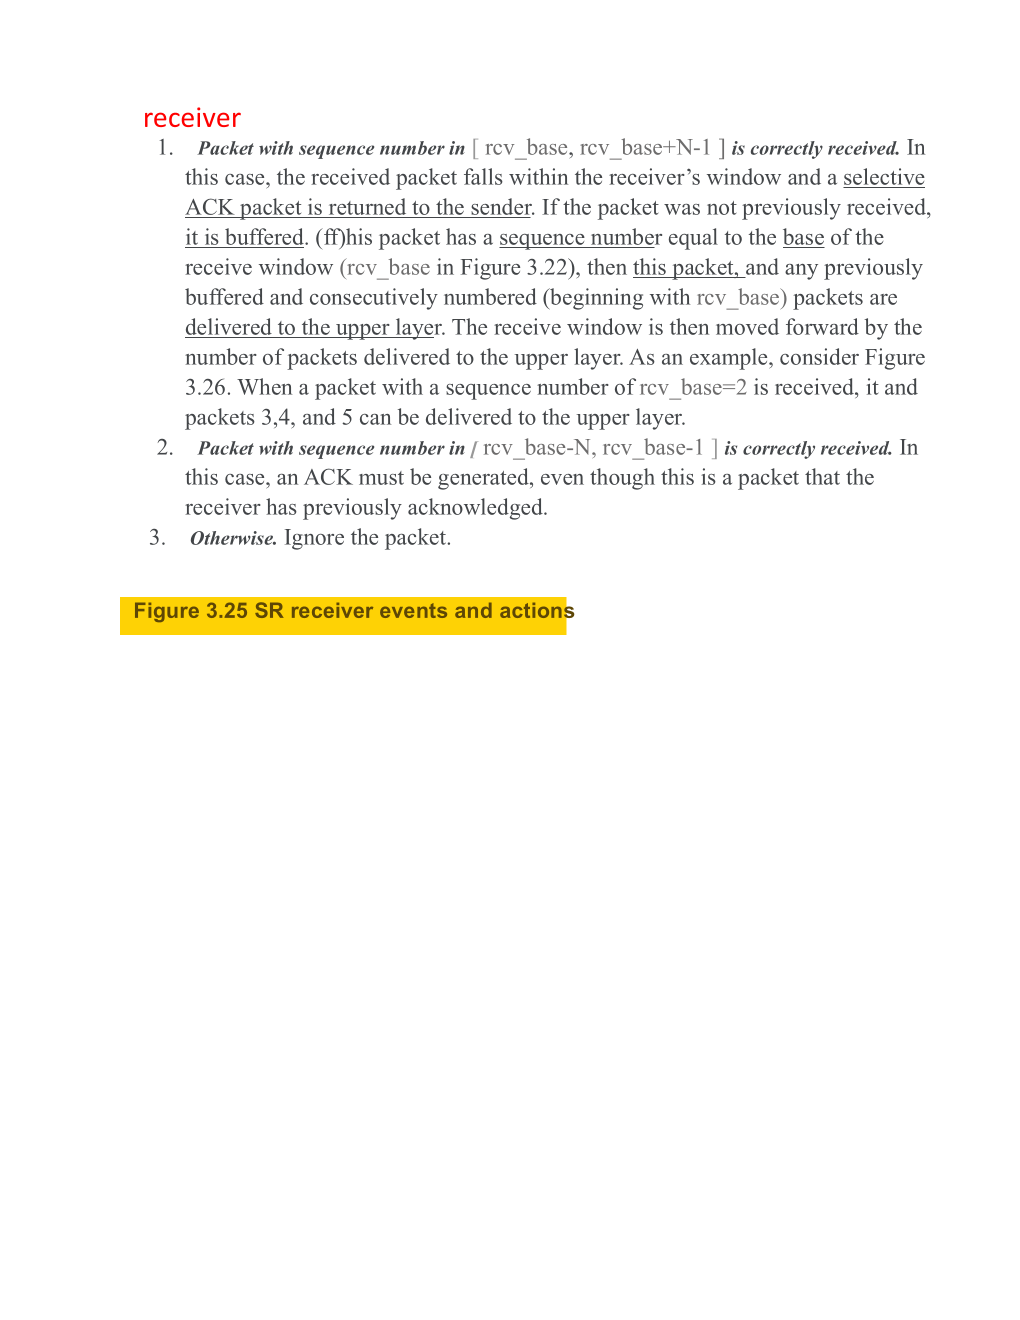 receiver
1. Packet with sequence number in [ rcv_base, rcv_base+N-1 ] is correctly received. In
this case, the received packet falls within the receiver’s window and a selective
ACK packet is returned to the sender. If the packet was not previously received,
it is buffered. (ff)his packet has a sequence number equal to the base of the
receive window (rcv_base in Figure 3.22), then this packet, and any previously
buffered and consecutively numbered (beginning with rcv_base) packets are
delivered to the upper layer. The receive window is then moved forward by the
number of packets delivered to the upper layer. As an example, consider Figure
3.26. When a packet with a sequence number of rcv_base=2 is received, it and
packets 3,4, and 5 can be delivered to the upper layer.
2. Packet with sequence number in [ rcv_base-N, rcv_base-1 ] is correctly received. In
this case, an ACK must be generated, even though this is a packet that the
receiver has previously acknowledged.
3. Otherwise. Ignore the packet.
Figure 3.25 SR receiver events and actions